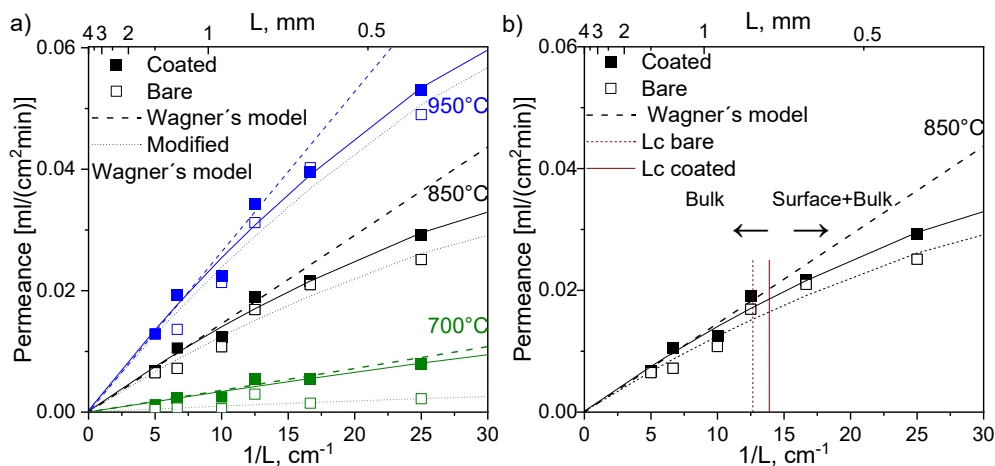 a)
L, mm
4 3 2 1 0.5
Permeance [ml/(cm²min)]
0.06
0.04
0.02
0.00
Coated
Bare
Wagner´s model
Modified
Wagner´s model
950°C
850°C
700°C
0 5 10 15 20 25 30
1/L, cm⁻¹
b)
L, mm
4 3 2 1 0.5
Permeance [ml/(cm²min)]
0.06
0.04
0.02
0.00
Coated
Bare
Wagner´s model
Lc bare
Lc coated
850°C
Bulk
Surface+Bulk
0 5 10 15 20 25 30
1/L, cm⁻¹